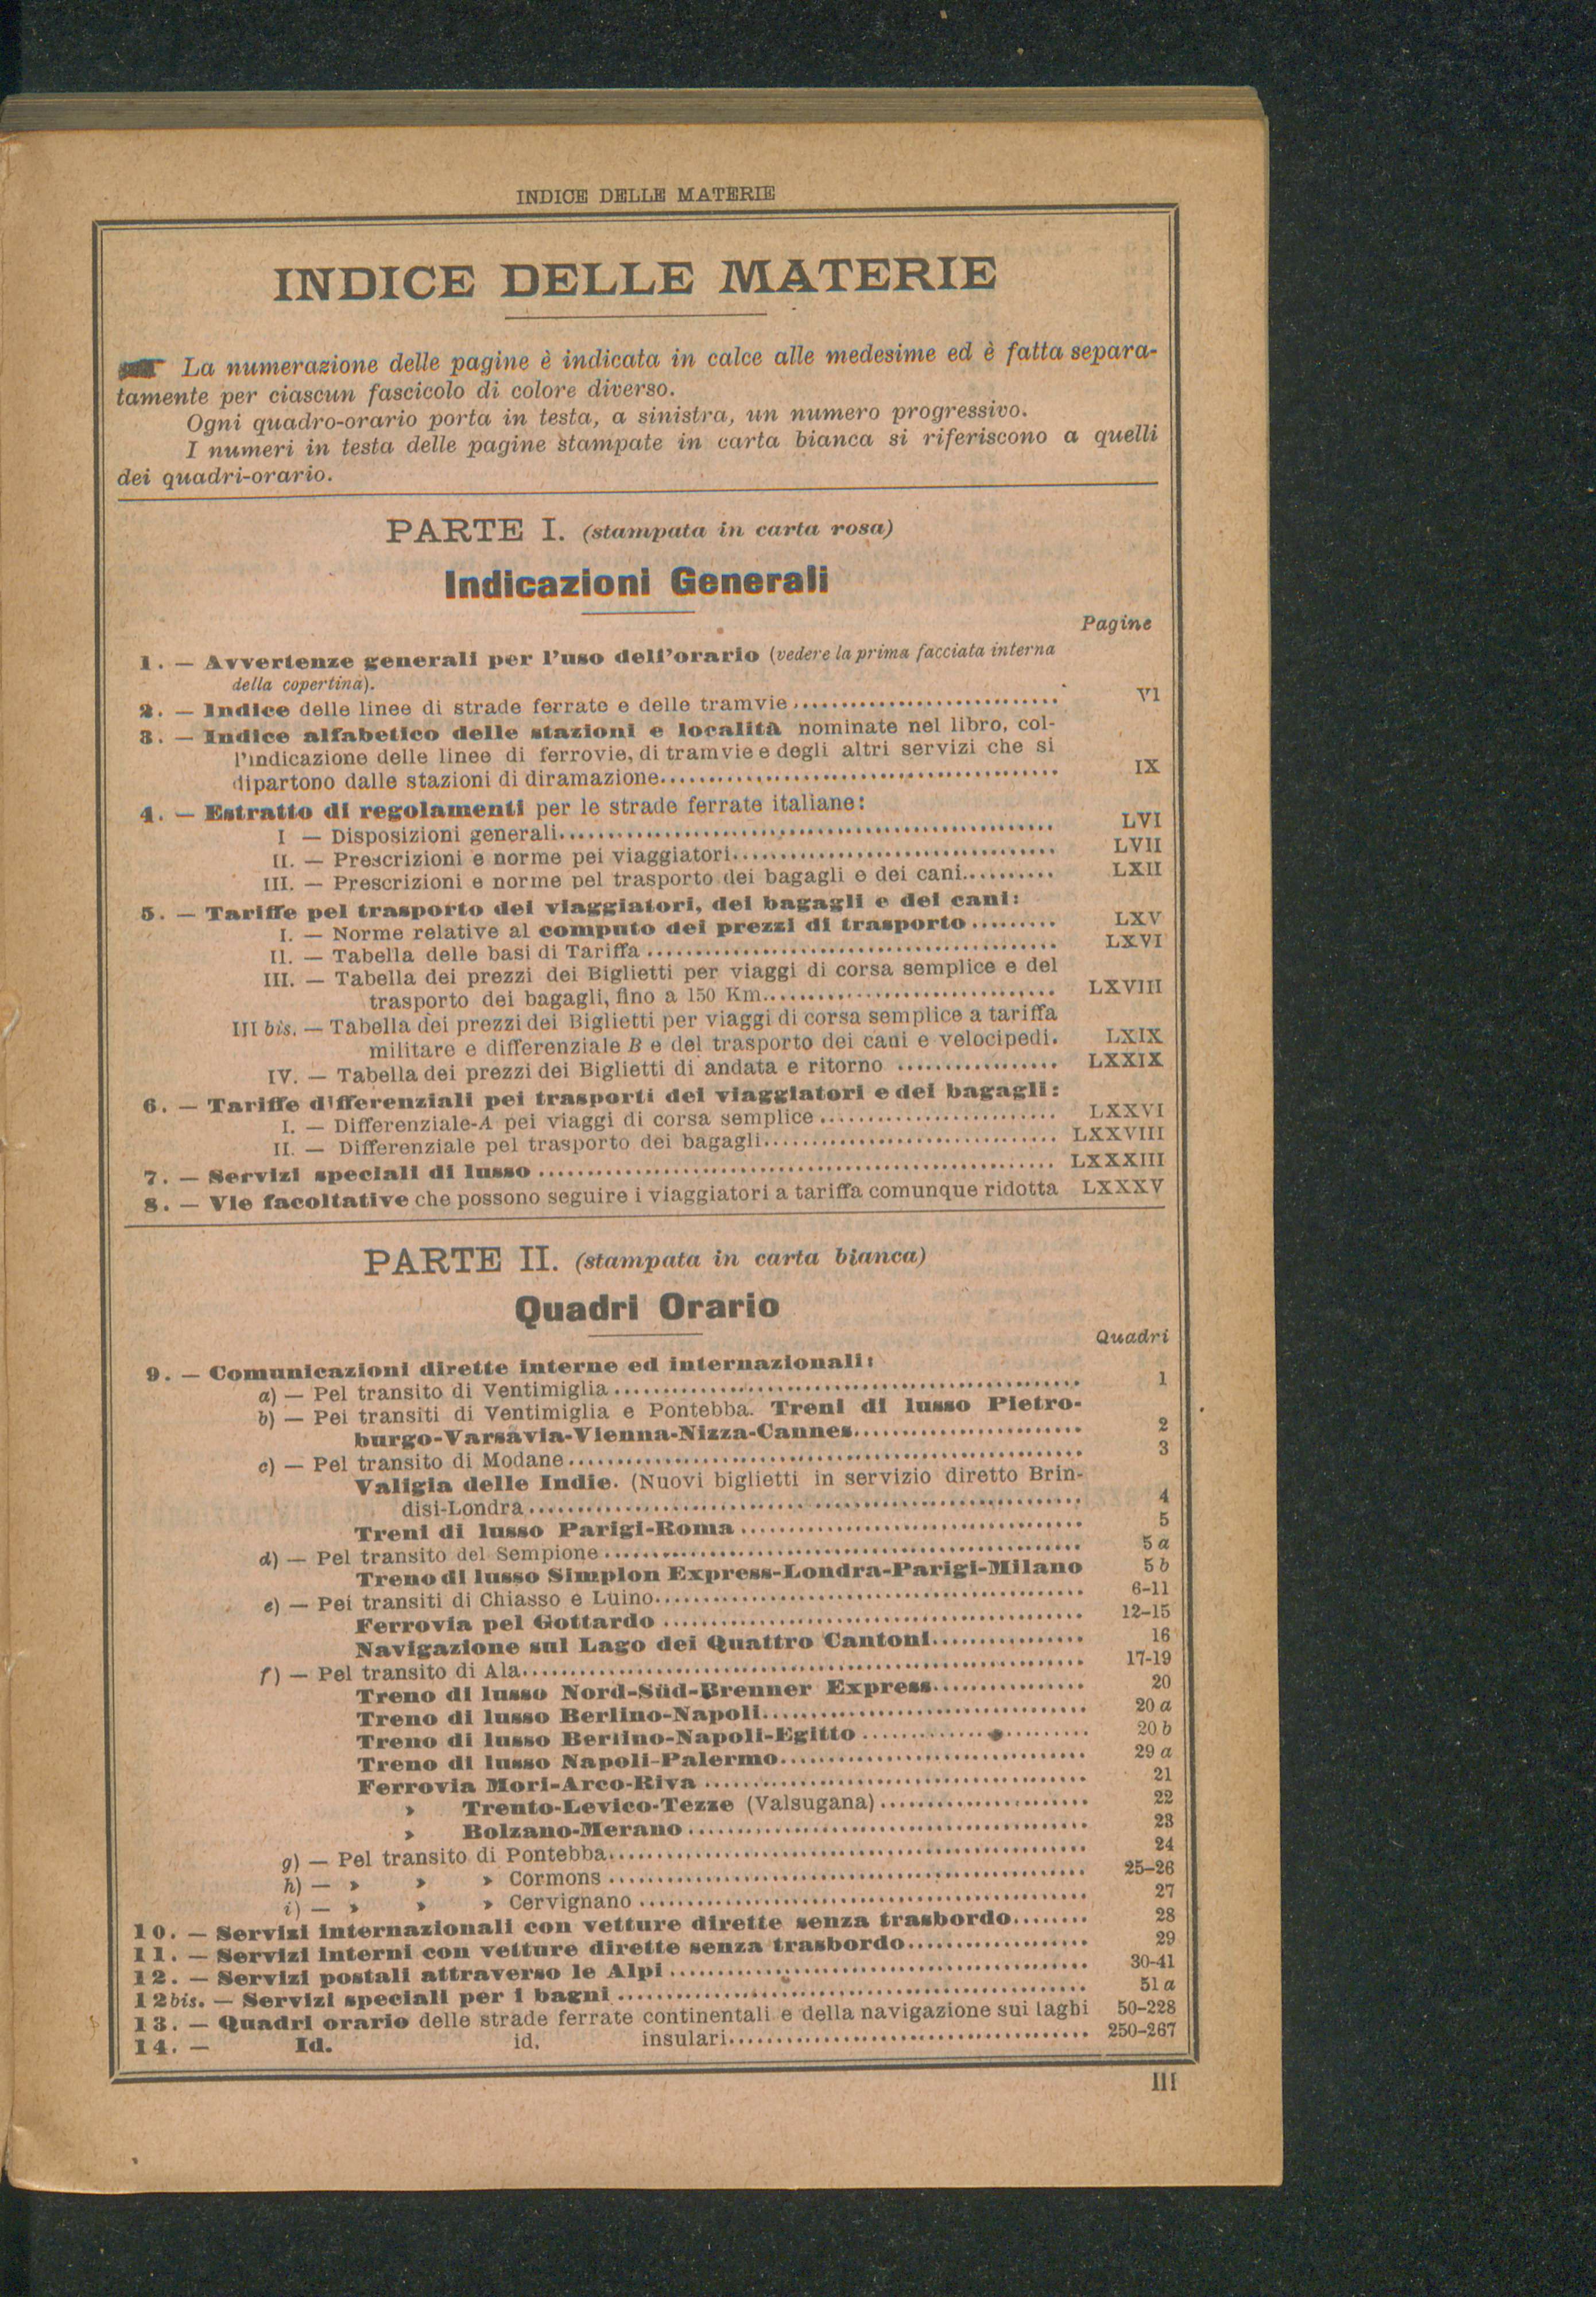 INDICE DELLE MATERIE
INDICE DELLE MATERIE
La numerazione delle pagine è indicata in calce alle medesime ed è fatta separa-
tamente per ciascun fascicolo di colore diverso.
Ogni quadro-orario porta in testa, a sinistra, un numero progressivo.
I numeri in testa delle pagine stampate in carta bianca si riferiscono a quelli
dei quadri-orario.
PARTE I. (stampata in carta rosa)
Indicazioni Generali
Pagine
1. — Avvertenze generali per l'uso dell'orario (vedere la prima facciata interna
della copertina).
2. — Indice delle linee di strade ferrate e delle tramvie VI
3. — Indice alfabetico delle stazioni e località nominate nel libro, col-
l'indicazione delle linee di ferrovie, di tramvie e degli altri servizi che si
dipartono dalle stazioni di diramazione IX
4. — Estratto di regolamenti per le strade ferrate italiane:
I — Disposizioni generali LVI
II. — Prescrizioni e norme pei viaggiatori LVII
III. — Prescrizioni e norme pel trasporto dei bagagli e dei cani LXII
5. — Tariffe pel trasporto dei viaggiatori, dei bagagli e dei cani:
I. — Norme relative al computo dei prezzi di trasporto LXV
II. — Tabella delle basi di Tariffa LXVI
III. — Tabella dei prezzi dei Biglietti per viaggi di corsa semplice e del
trasporto dei bagagli, fino a 150 Km. LXVIII
III bis. — Tabella dei prezzi dei Biglietti per viaggi di corsa semplice a tariffa
militare e differenziale B e del trasporto dei cani e velocipedi. LXIX
IV. — Tabella dei prezzi dei Biglietti di andata e ritorno LXXIX
6. — Tariffe differenziali pei trasporti dei viaggiatori e dei bagagli:
I. — Differenziale-A pei viaggi di corsa semplice LXXVI
II. — Differenziale pel trasporto dei bagagli LXXVIII
7. — Servizi speciali di lusso LXXXIII
8. — Vie facoltative che possono seguire i viaggiatori a tariffa comunque ridotta LXXXV
PARTE II. (stampata in carta bianca)
Quadri Orario
Quadri
9. — Comunicazioni dirette interne ed internazionali:
a) — Pel transito di Ventimiglia 1
b) — Pei transiti di Ventimiglia e Pontebba. Treni di lusso Pietro-
burgo-Varsavia-Vienna-Nizza-Cannes 2
c) — Pel transito di Modane 3
Valigia delle Indie. (Nuovi biglietti in servizio diretto Brin-
disi-Londra 4
Treni di lusso Parigi-Roma 5
d) — Pel transito del Sempione 5 a
Treno di lusso Simplon Express-Londra-Parigi-Milano 5 b
e) — Pei transiti di Chiasso e Luino 6-11
Ferrovia pel Gottardo 12-15
Navigazione sul Lago dei Quattro Cantoni 16
f) — Pel transito di Ala 17-19
Treno di lusso Nord-Süd-Brenner Express 20
Treno di lusso Berlino-Napoli 20 a
Treno di lusso Berlino-Napoli-Egitto 20 b
Treno di lusso Napoli-Palermo 29 a
Ferrovia Mori-Arco-Riva 21
» Trento-Levico-Tezze (Valsugana) 22
» Bolzano-Merano 23
g) — Pel transito di Pontebba 24
h) — » » » Cormons 25-26
i) — » » » Cervignano 27
10. — Servizi internazionali con vetture dirette senza trasbordo 28
11. — Servizi interni con vetture dirette senza trasbordo 29
12. — Servizi postali attraverso le Alpi 30-41
12 bis. — Servizi speciali per i bagni 51 a
13. — Quadri orario delle strade ferrate continentali e della navigazione sui laghi 50-228
14. — Id. id. insulari 250-267
III